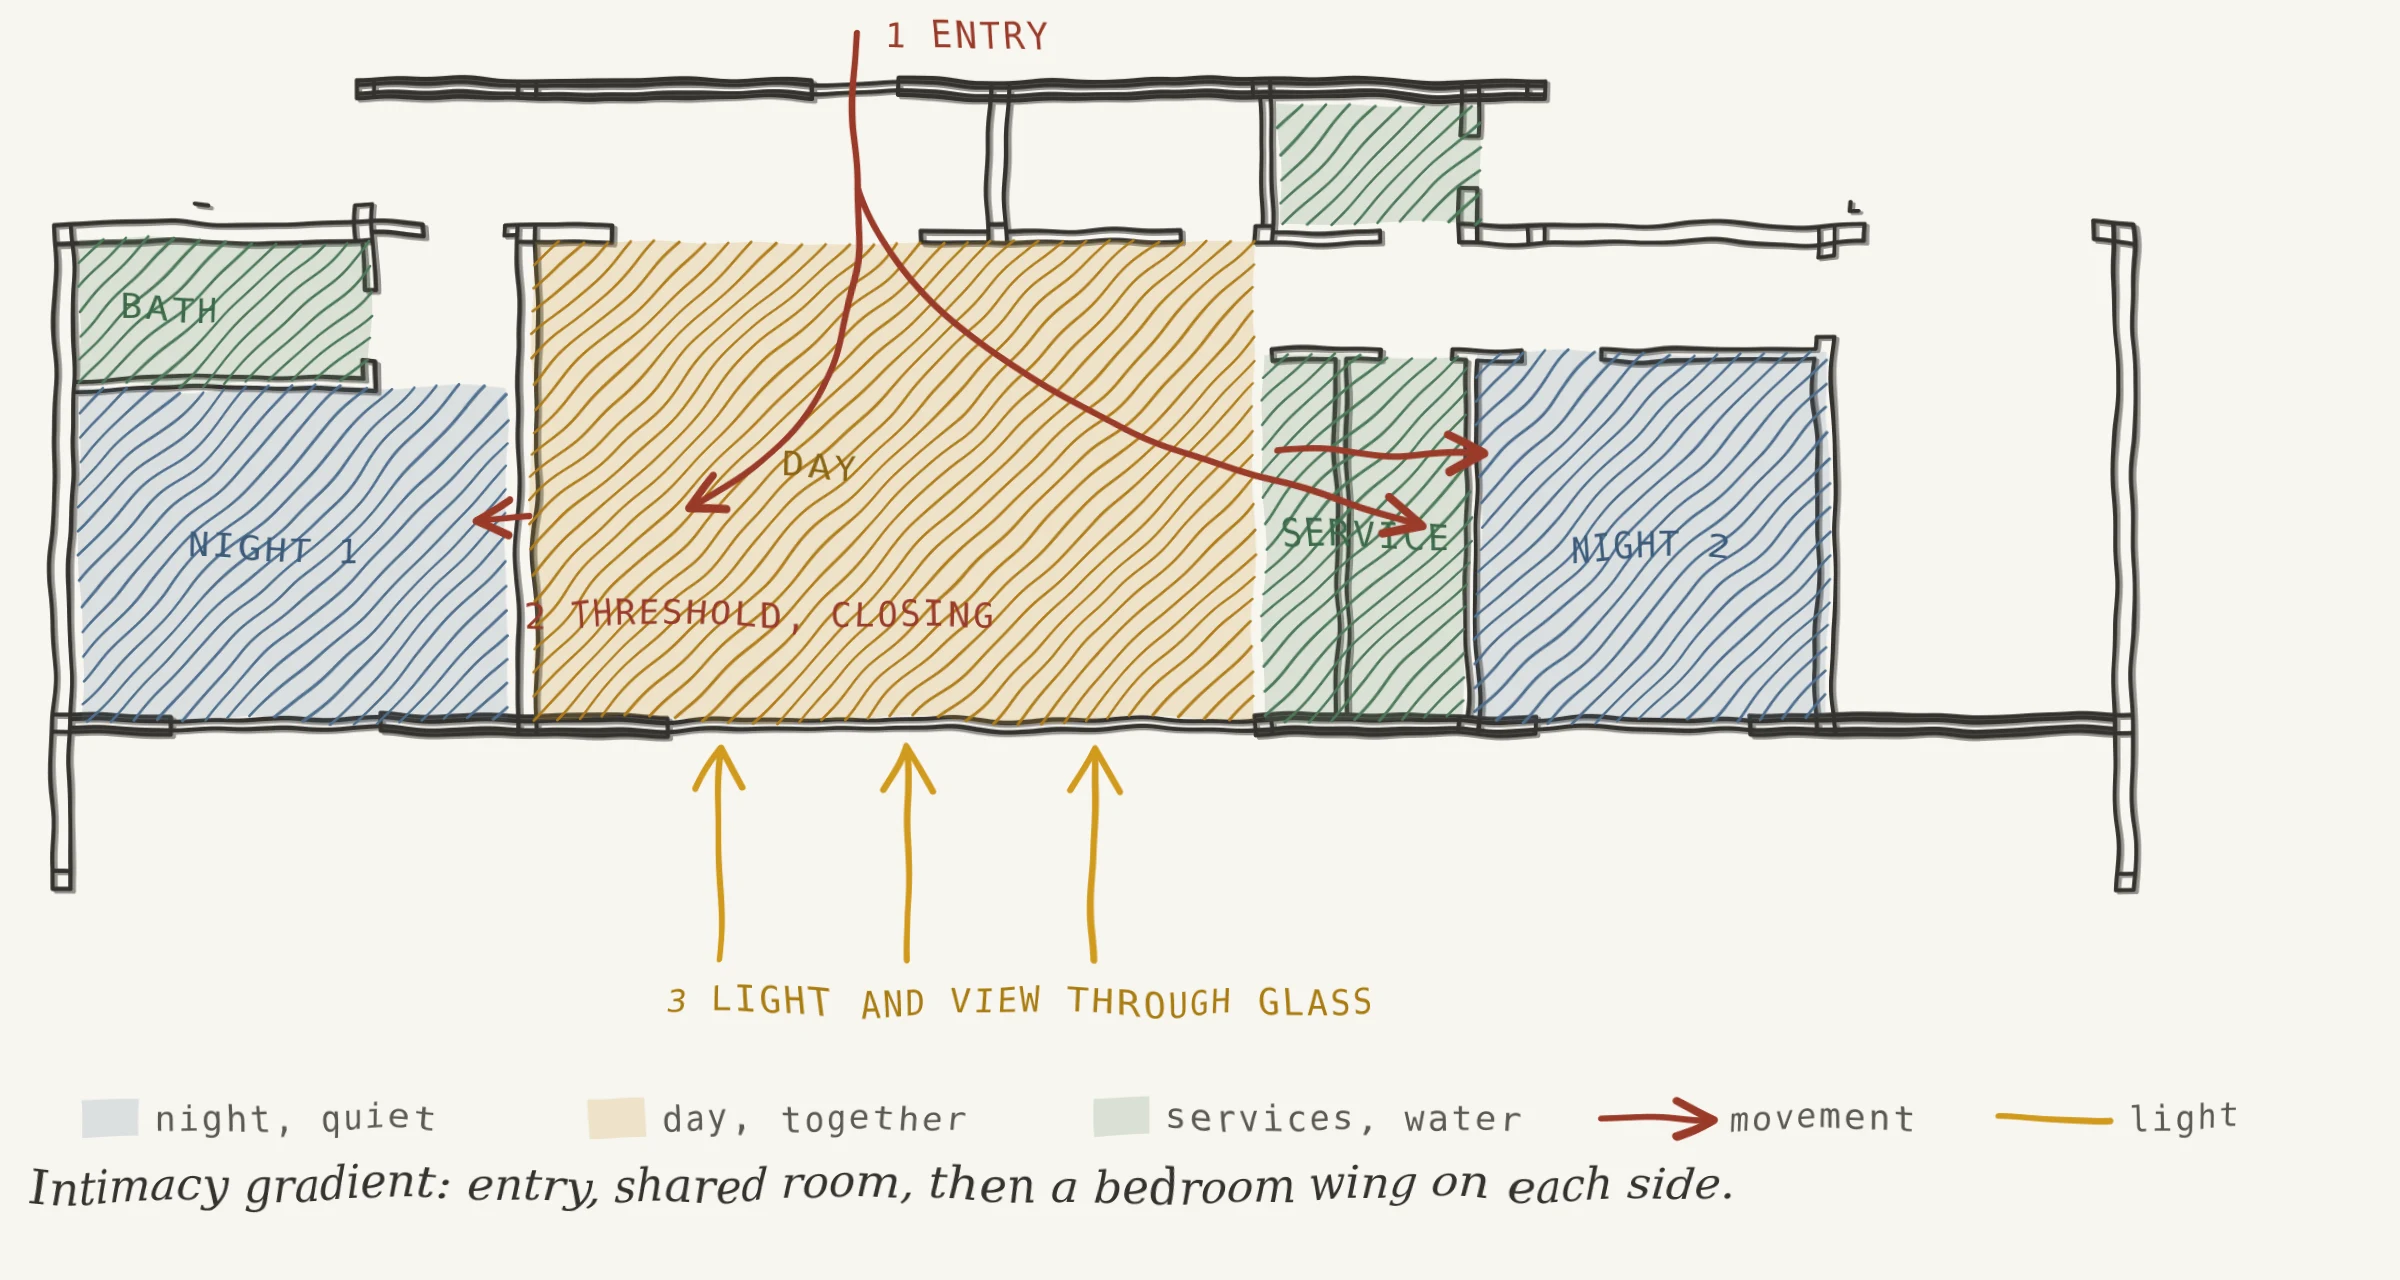 1 ENTRY
BATH
DAY
SERVICE
NIGHT 1
NIGHT 2
2 THRESHOLD, CLOSING
3 LIGHT AND VIEW THROUGH GLASS
night, quiet
day, together
services, water
movement
light
Intimacy gradient: entry, shared room, then a bedroom wing on each side.